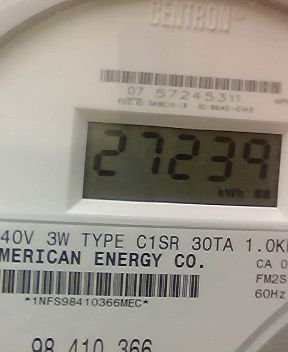 CENTRON®
07 57245311
27239
kWh
40V 3W TYPE C1SR 30TA 1.0K
MERICAN ENERGY CO.
CA 0
FM2S
*1NFS98410366MEC*
60Hz
98 410 366